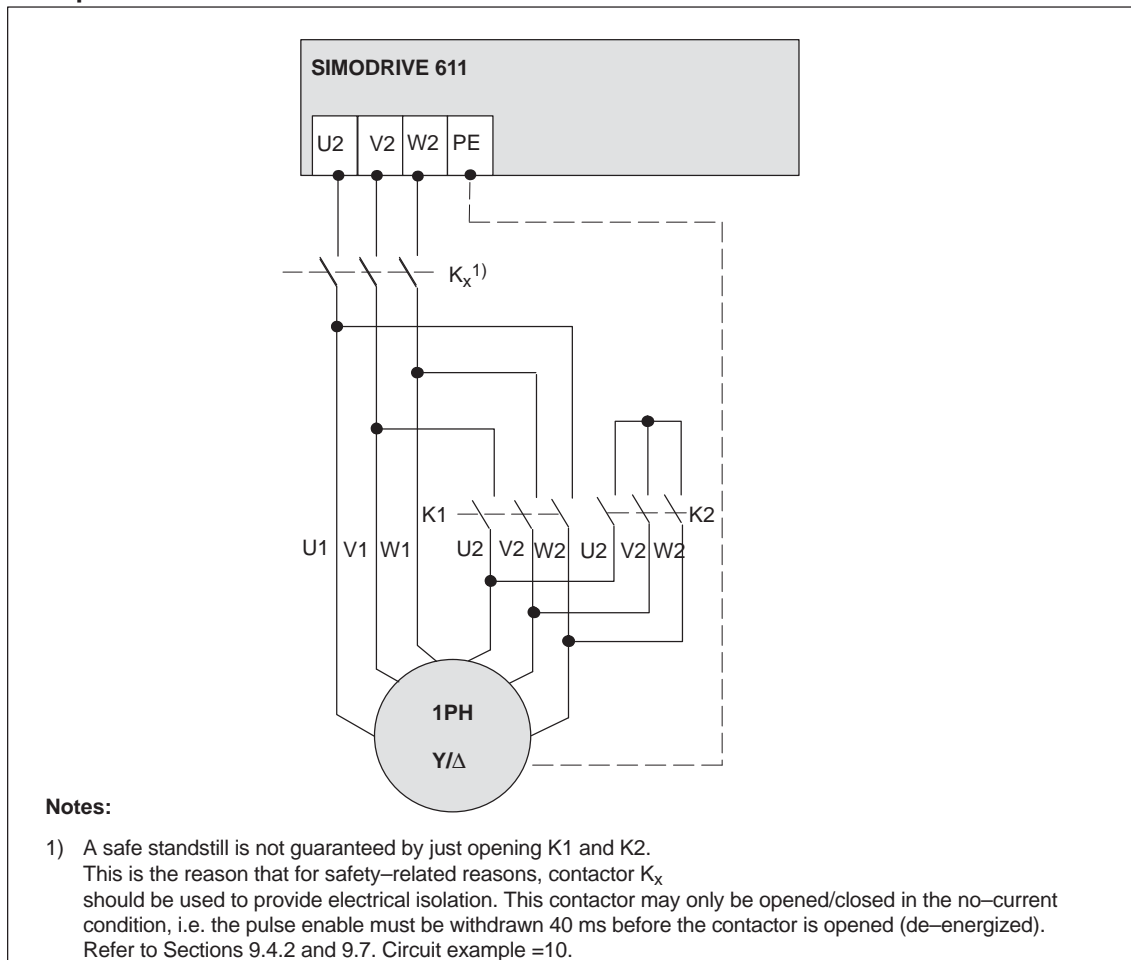 SIMODRIVE 611
U2 V2 W2 PE
Kx1)
K1 K2
U1 V1 W1 U2 V2 W2 U2 V2 W2
1PH
Y/Δ
Notes:
1) A safe standstill is not guaranteed by just opening K1 and K2.
This is the reason that for safety–related reasons, contactor Kx
should be used to provide electrical isolation. This contactor may only be opened/closed in the no–current
condition, i.e. the pulse enable must be withdrawn 40 ms before the contactor is opened (de–energized).
Refer to Sections 9.4.2 and 9.7. Circuit example =10.